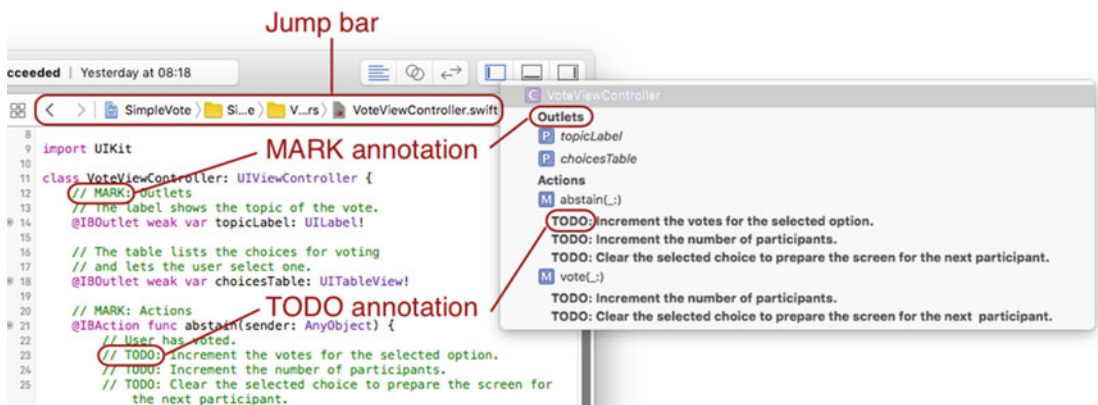 Jump bar
cceeded | Yesterday at 08:18
SimpleVote Si...e V...rs VoteViewController.swift
8
9 import UIKit
10
11 class VoteViewController: UIViewController {
12 // MARK: Outlets
13 // The label shows the topic of the vote.
14 @IBOutlet weak var topicLabel: UILabel!
15
16 // The table lists the choices for voting
17 // and lets the user select one.
18 @IBOutlet weak var choicesTable: UITableView!
19
20 // MARK: Actions
21 @IBAction func abstain(sender: AnyObject) {
22 // User has voted.
23 // TODO: Increment the votes for the selected option.
24 // TODO: Increment the number of participants.
25 // TODO: Clear the selected choice to prepare the screen for
the next participant.
MARK annotation
TODO annotation
C VoteViewController
Outlets
P topicLabel
P choicesTable
Actions
M abstain(_:)
TODO: Increment the votes for the selected option.
TODO: Increment the number of participants.
TODO: Clear the selected choice to prepare the screen for the next participant.
M vote(_:)
TODO: Increment the number of participants.
TODO: Clear the selected choice to prepare the screen for the next participant.